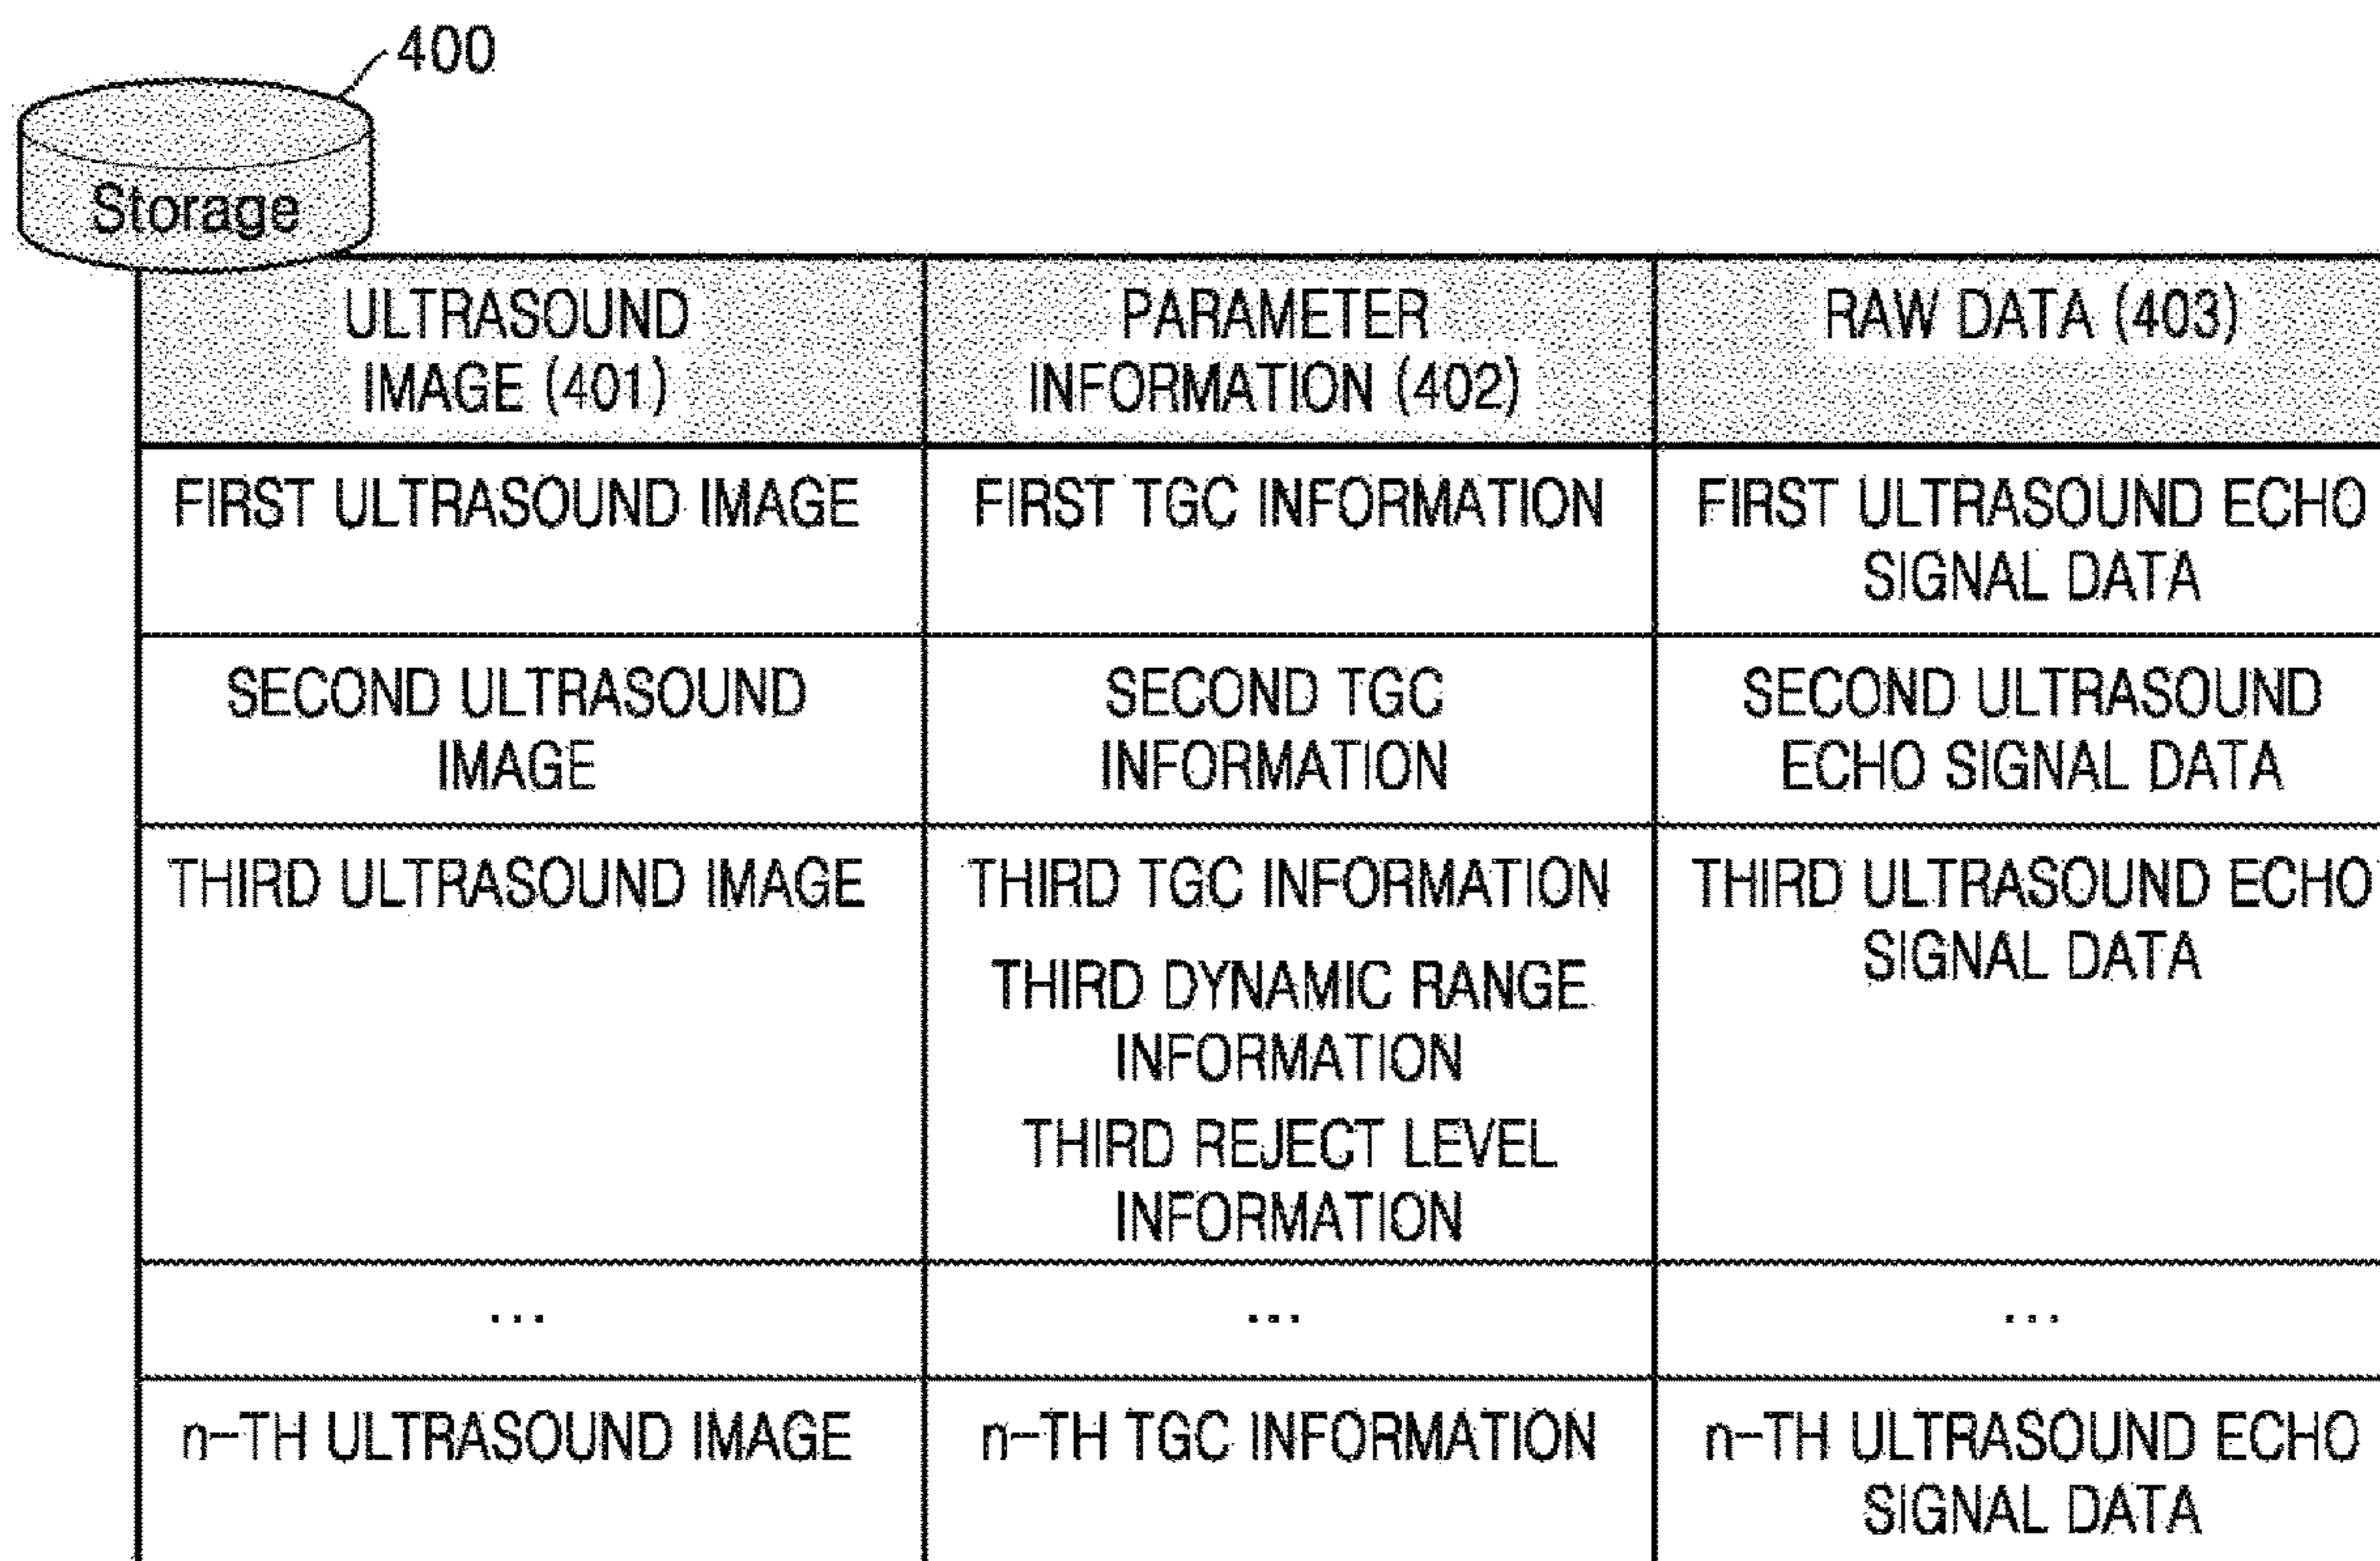 400
Storage
ULTRASOUND
IMAGE (401)
PARAMETER
INFORMATION (402)
RAW DATA (403)
FIRST ULTRASOUND IMAGE
FIRST TGC INFORMATION
FIRST ULTRASOUND ECHO
SIGNAL DATA
SECOND ULTRASOUND
IMAGE
SECOND TGC
INFORMATION
SECOND ULTRASOUND
ECHO SIGNAL DATA
THIRD ULTRASOUND IMAGE
THIRD TGC INFORMATION
THIRD DYNAMIC RANGE
INFORMATION
THIRD REJECT LEVEL
INFORMATION
THIRD ULTRASOUND ECHO
SIGNAL DATA
...
...
...
n-TH ULTRASOUND IMAGE
n-TH TGC INFORMATION
n-TH ULTRASOUND ECHO
SIGNAL DATA